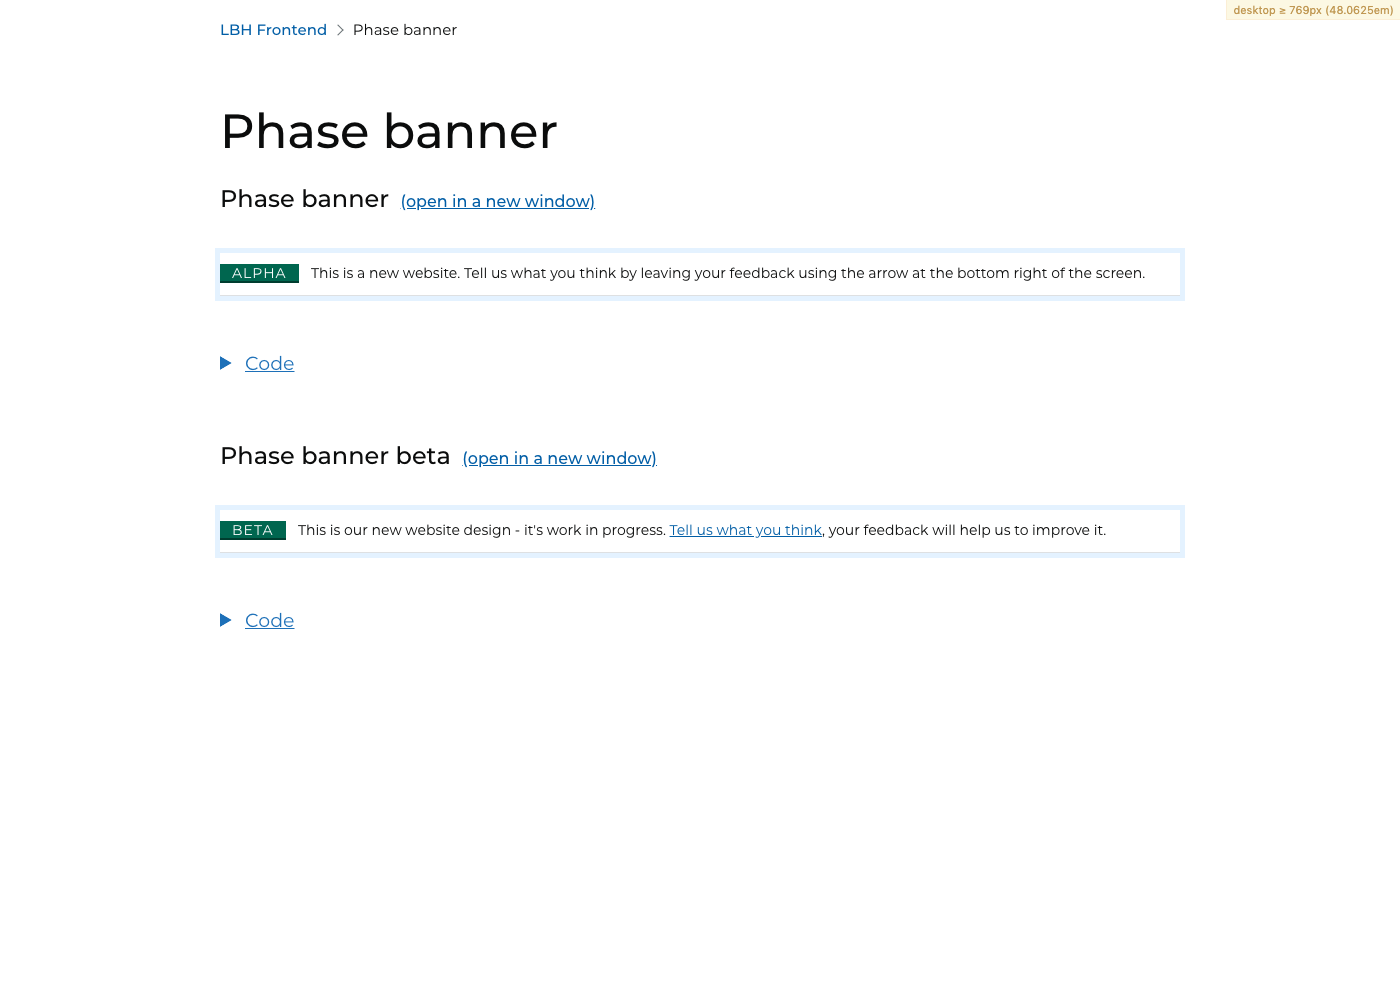 desktop ≥ 769px (48.0625em)
LBH Frontend > Phase banner
Phase banner
Phase banner (open in a new window)
ALPHA This is a new website. Tell us what you think by leaving your feedback using the arrow at the bottom right of the screen.
Code
Phase banner beta (open in a new window)
BETA This is our new website design - it's work in progress. Tell us what you think, your feedback will help us to improve it.
Code